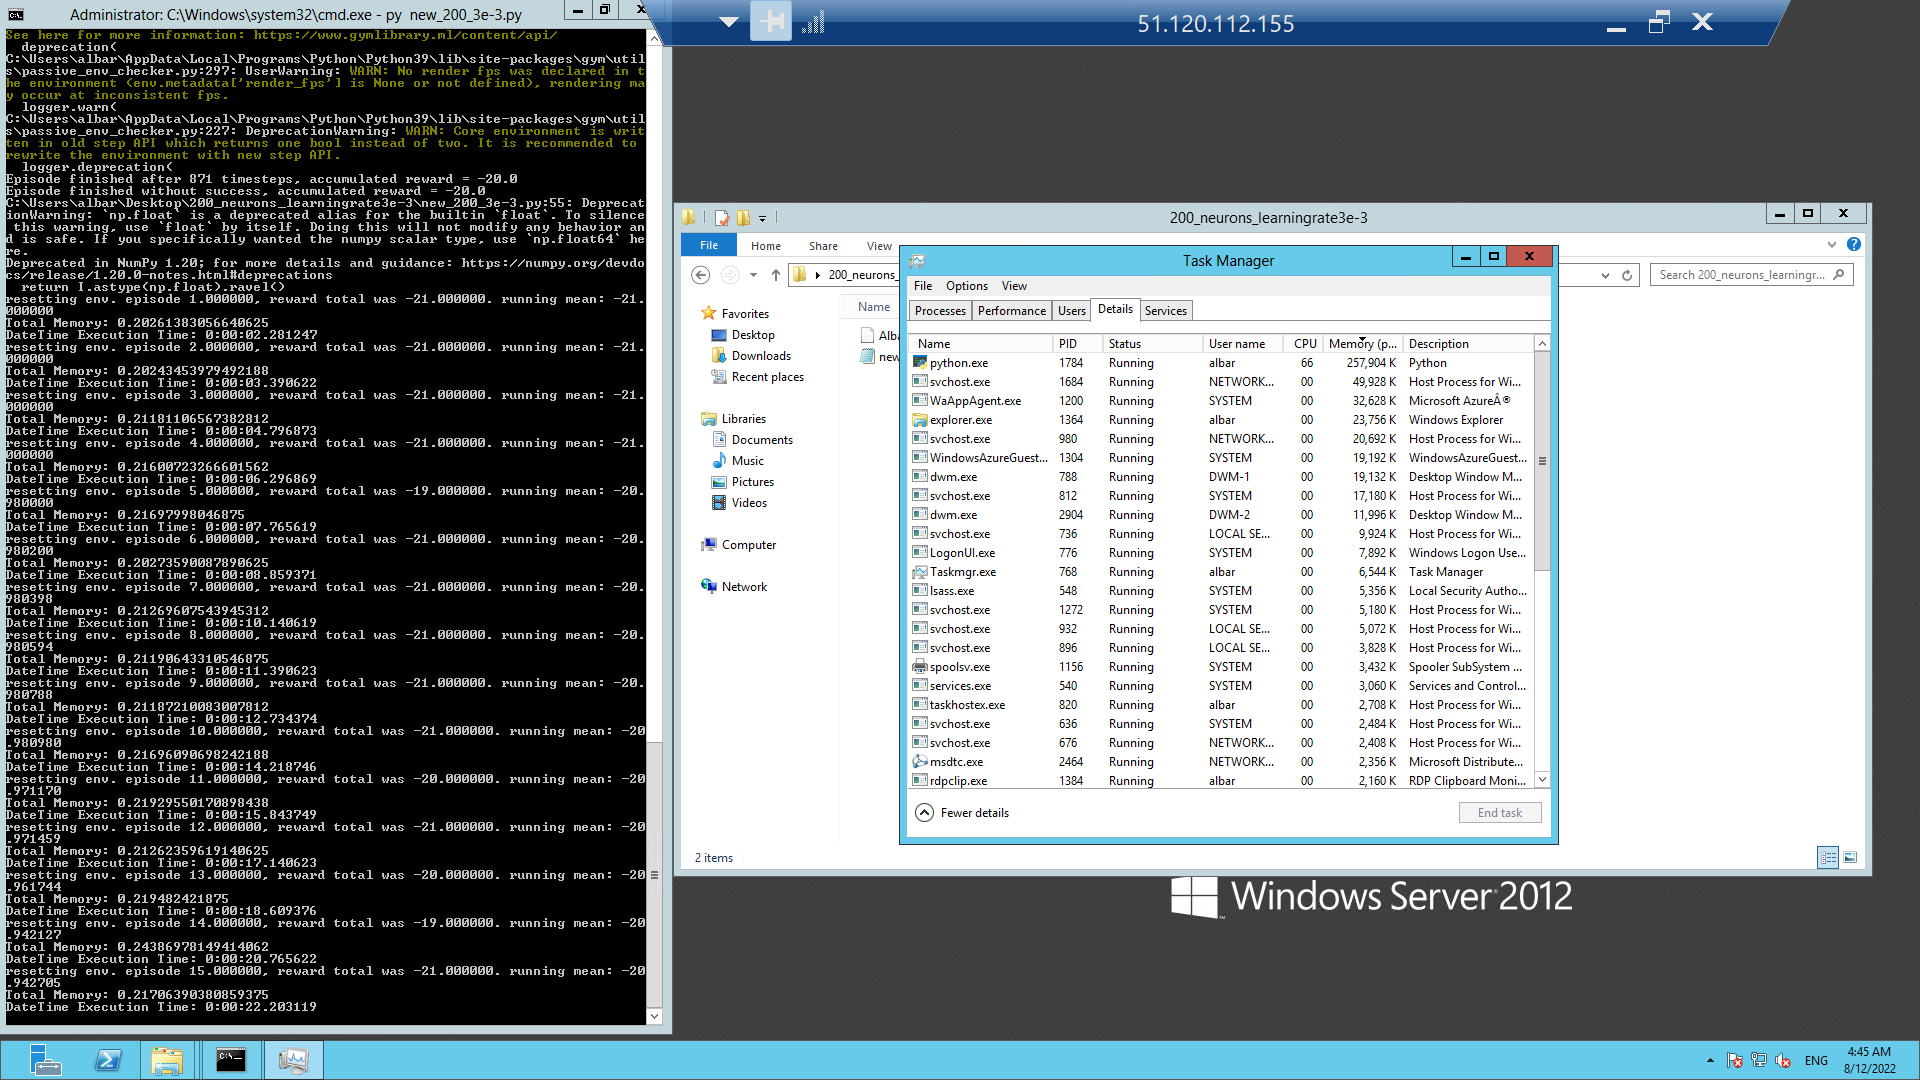 Administrator: C:\Windows\system32\cmd.exe - py  new_200_3e-3.py
See here for more information: https://www.gymlibrary.ml/content/api/
deprecation(
C:\Users\albar\AppData\Local\Programs\Python\Python39\lib\site-packages\gym\util
s\passive_env_checker.py:297: UserWarning: WARN: No render fps was declared in t
he environment (env.metadata['render_fps'] is None or not defined), rendering ma
y occur at inconsistent fps.
logger.warn(
C:\Users\albar\AppData\Local\Programs\Python\Python39\lib\site-packages\gym\util
s\passive_env_checker.py:227: DeprecationWarning: WARN: Core environment is writ
ten in old step API which returns one bool instead of two. It is recommended to
rewrite the environment with new step API.
logger.deprecation(
Episode finished after 871 timesteps, accumulated reward = -20.0
Episode finished without success, accumulated reward = -20.0
C:\Users\albar\Desktop\200_neurons_learningrate3e-3\new_200_3e-3.py:55: Deprecat
ionWarning: `np.float` is a deprecated alias for the builtin `float`. To silence
this warning, use `float` by itself. Doing this will not modify any behavior an
d is safe. If you specifically wanted the numpy scalar type, use `np.float64` he
re.
Deprecated in NumPy 1.20; for more details and guidance: https://numpy.org/devdo
cs/release/1.20.0-notes.html#deprecations
return I.astype(np.float).ravel()
resetting env. episode 1.000000, reward total was -21.000000. running mean: -21.
000000
Total Memory: 0.20261383056640625
DateTime Execution Time: 0:00:02.281247
resetting env. episode 2.000000, reward total was -21.000000. running mean: -21.
000000
Total Memory: 0.20243453979492188
DateTime Execution Time: 0:00:03.390622
resetting env. episode 3.000000, reward total was -21.000000. running mean: -21.
000000
Total Memory: 0.21181106567382812
DateTime Execution Time: 0:00:04.796873
resetting env. episode 4.000000, reward total was -21.000000. running mean: -21.
000000
Total Memory: 0.21600723266601562
DateTime Execution Time: 0:00:06.296869
resetting env. episode 5.000000, reward total was -19.000000. running mean: -20.
980000
Total Memory: 0.21697998046875
DateTime Execution Time: 0:00:07.765619
resetting env. episode 6.000000, reward total was -21.000000. running mean: -20.
980200
Total Memory: 0.20273590087890625
DateTime Execution Time: 0:00:08.859371
resetting env. episode 7.000000, reward total was -21.000000. running mean: -20.
980398
Total Memory: 0.21269607543945312
DateTime Execution Time: 0:00:10.140619
resetting env. episode 8.000000, reward total was -21.000000. running mean: -20.
980594
Total Memory: 0.21190643310546875
DateTime Execution Time: 0:00:11.390623
resetting env. episode 9.000000, reward total was -21.000000. running mean: -20.
980788
Total Memory: 0.21187210083007812
DateTime Execution Time: 0:00:12.734374
resetting env. episode 10.000000, reward total was -21.000000. running mean: -20
.980980
Total Memory: 0.21696090698242188
DateTime Execution Time: 0:00:14.218746
resetting env. episode 11.000000, reward total was -20.000000. running mean: -20
.971170
Total Memory: 0.21929550170898438
DateTime Execution Time: 0:00:15.843749
resetting env. episode 12.000000, reward total was -21.000000. running mean: -20
.971459
Total Memory: 0.21262359619140625
DateTime Execution Time: 0:00:17.140623
resetting env. episode 13.000000, reward total was -20.000000. running mean: -20
.961744
Total Memory: 0.219482421875
DateTime Execution Time: 0:00:18.609376
resetting env. episode 14.000000, reward total was -19.000000. running mean: -20
.942127
Total Memory: 0.24386978149414062
DateTime Execution Time: 0:00:20.765622
resetting env. episode 15.000000, reward total was -21.000000. running mean: -20
.942705
Total Memory: 0.21706390380859375
DateTime Execution Time: 0:00:22.203119
51.120.112.155
200_neurons_learningrate3e-3
File Home Share View
200_neurons_
Search 200_neurons_learningr...
Favorites
Desktop
Downloads
Recent places
Libraries
Documents
Music
Pictures
Videos
Computer
Network
Name
Alba
new
2 items
Task Manager
File Options View
Processes Performance Users Details Services
Name PID Status User name CPU Memory (p... Description
python.exe 1784 Running albar 66 257,904 K Python
svchost.exe 1684 Running NETWORK... 00 49,928 K Host Process for Wi...
WaAppAgent.exe 1200 Running SYSTEM 00 32,628 K Microsoft AzureÂ®
explorer.exe 1364 Running albar 00 23,756 K Windows Explorer
svchost.exe 980 Running NETWORK... 00 20,692 K Host Process for Wi...
WindowsAzureGuest... 1304 Running SYSTEM 00 19,192 K WindowsAzureGuest...
dwm.exe 788 Running DWM-1 00 19,132 K Desktop Window M...
svchost.exe 812 Running SYSTEM 00 17,180 K Host Process for Wi...
dwm.exe 2904 Running DWM-2 00 11,996 K Desktop Window M...
svchost.exe 736 Running LOCAL SE... 00 9,924 K Host Process for Wi...
LogonUI.exe 776 Running SYSTEM 00 7,892 K Windows Logon Use...
Taskmgr.exe 768 Running albar 00 6,544 K Task Manager
lsass.exe 548 Running SYSTEM 00 5,356 K Local Security Autho...
svchost.exe 1272 Running SYSTEM 00 5,180 K Host Process for Wi...
svchost.exe 932 Running LOCAL SE... 00 5,072 K Host Process for Wi...
svchost.exe 896 Running LOCAL SE... 00 3,828 K Host Process for Wi...
spoolsv.exe 1156 Running SYSTEM 00 3,432 K Spooler SubSystem ...
services.exe 540 Running SYSTEM 00 3,060 K Services and Control...
taskhostex.exe 820 Running albar 00 2,708 K Host Process for Wi...
svchost.exe 636 Running SYSTEM 00 2,484 K Host Process for Wi...
svchost.exe 676 Running NETWORK... 00 2,408 K Host Process for Wi...
msdtc.exe 2464 Running NETWORK... 00 2,356 K Microsoft Distribute...
rdpclip.exe 1384 Running albar 00 2,160 K RDP Clipboard Moni...
Fewer details
End task
Windows Server 2012
ENG
4:45 AM
8/12/2022